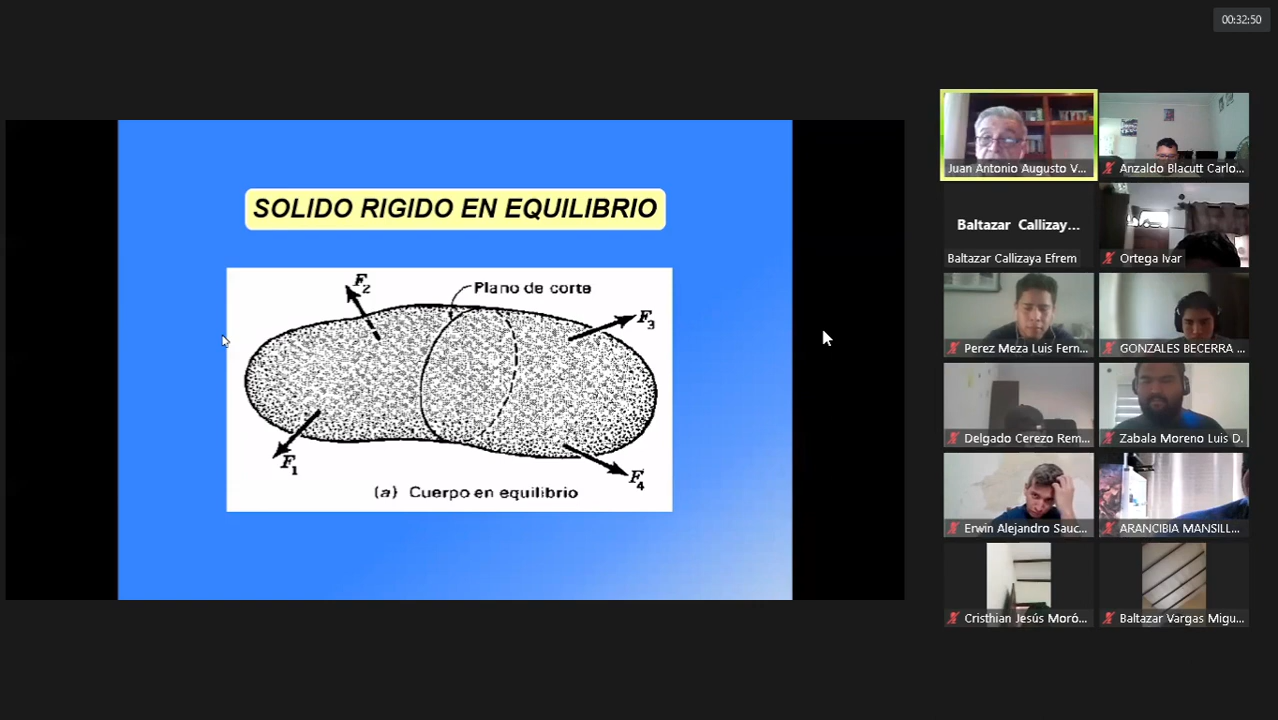 00:32:50
SOLIDO RIGIDO EN EQUILIBRIO
F2
Plano de corte
F3
F1
F4
(a) Cuerpo en equilibrio
Juan Antonio Augusto V...
Anzaldo Blacutt Carlo...
Baltazar Callizay...
Baltazar Callizaya Efrem
Ortega Ivar
Perez Meza Luis Fern...
GONZALES BECERRA ...
Delgado Cerezo Rem...
Zabala Moreno Luis D.
Erwin Alejandro Sauc...
ARANCIBIA MANSILL...
Cristhian Jesús Moró...
Baltazar Vargas Migu...